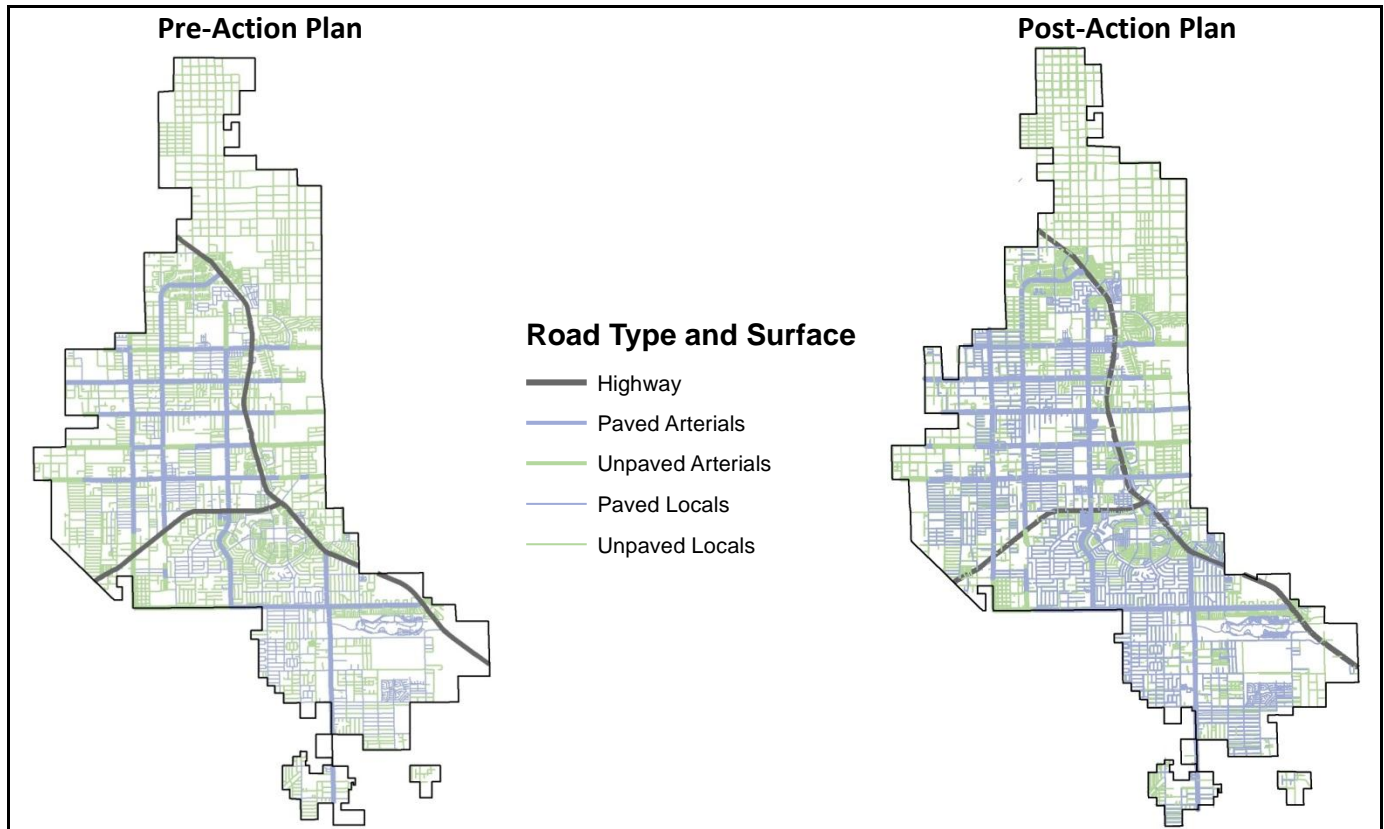 Pre-Action Plan
Post-Action Plan
Road Type and Surface
Highway
Paved Arterials
Unpaved Arterials
Paved Locals
Unpaved Locals